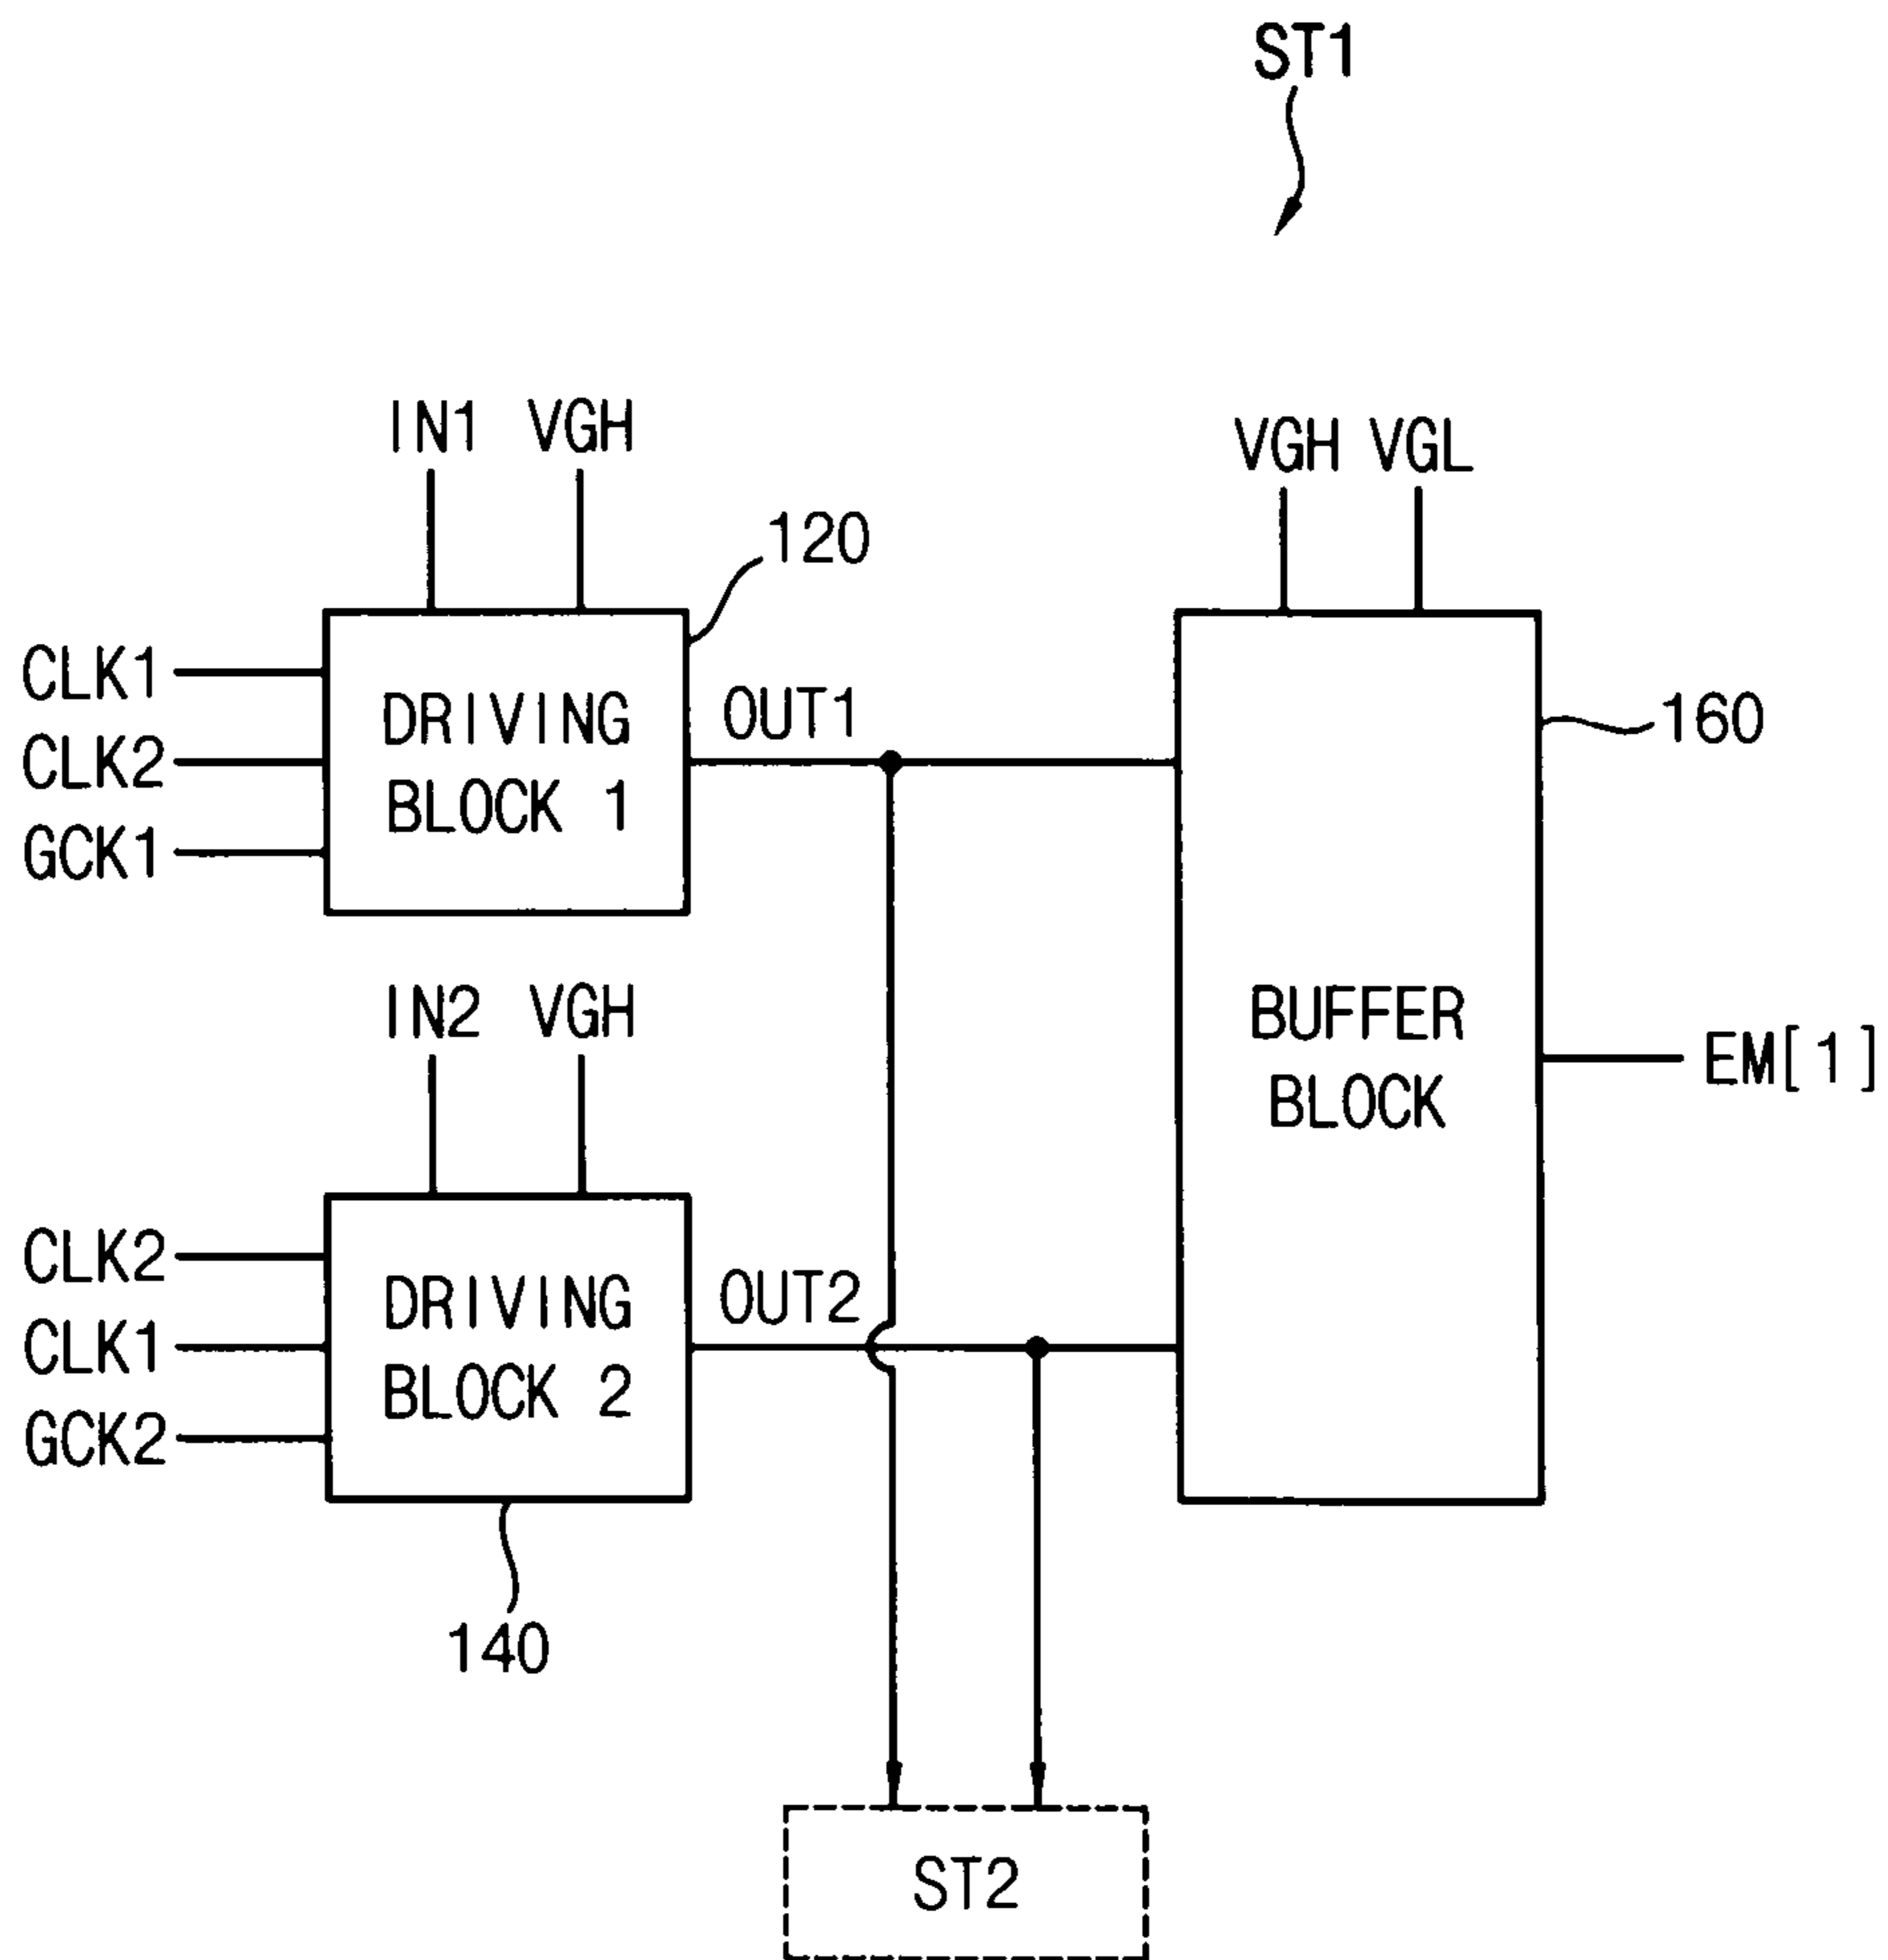 ST1
IN1 VGH
VGH VGL
120
CLK1
CLK2
GCK1
DRIVING
BLOCK 1
OUT1
160
IN2 VGH
BUFFER
BLOCK
EM[1]
CLK2
CLK1
GCK2
DRIVING
BLOCK 2
OUT2
140
ST2